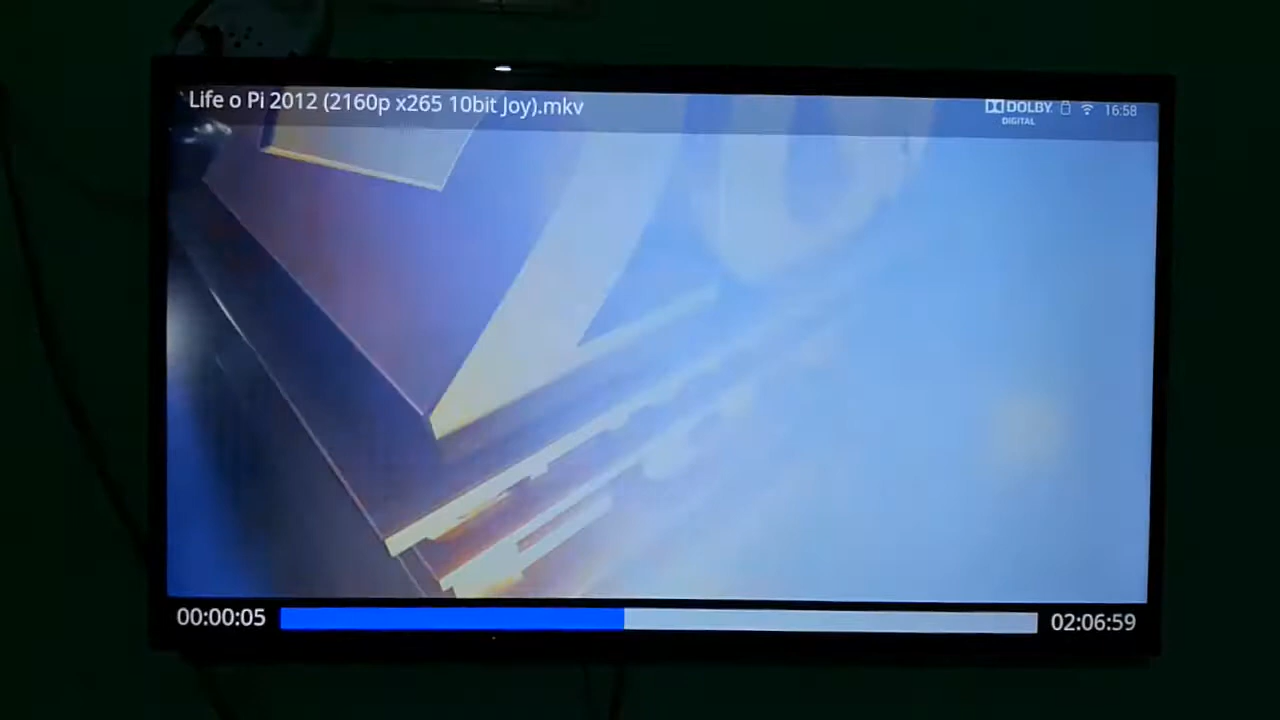 Life o Pi 2012 (2160p x265 10bit Joy).mkv
DOLBY.
DIGITAL
16:58
00:00:05
02:06:59